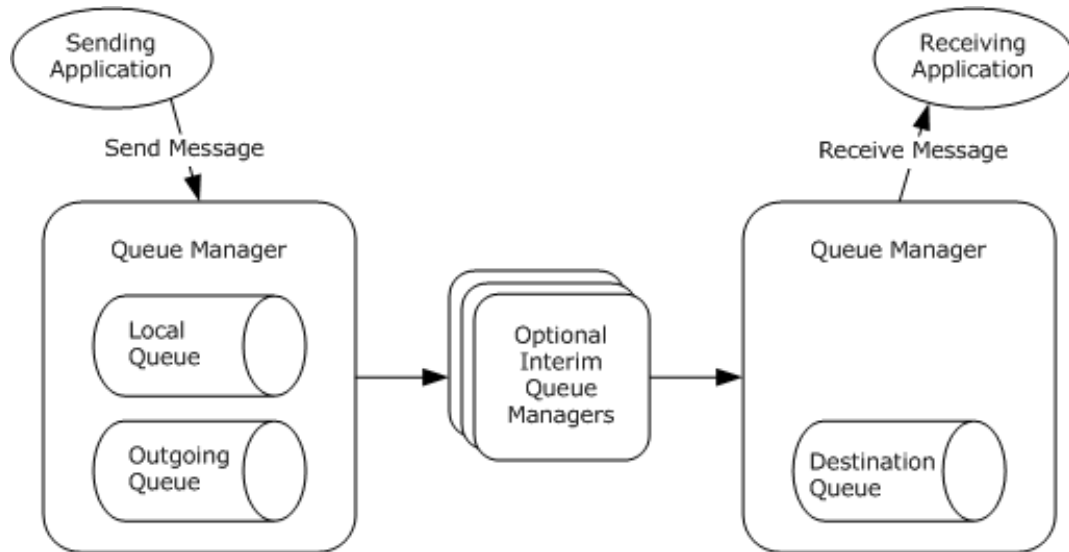 Sending
Application
Receiving
Application
Send Message
Receive Message
Queue Manager
Queue Manager
Local
Queue
Optional
Interim
Queue
Managers
Outgoing
Queue
Destination
Queue